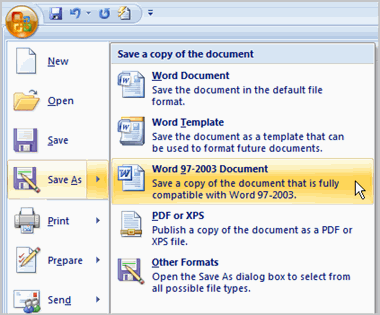 Save a copy of the document
New
Open
Save
Save As
Print
Prepare
Send
Word Document
Save the document in the default file
format.
Word Template
Save the document as a template that can
be used to format future documents.
Word 97-2003 Document
Save a copy of the document that is fully
compatible with Word 97-2003.
PDF or XPS
Publish a copy of the document as a PDF or
XPS file.
Other Formats
Open the Save As dialog box to select from
all possible file types.